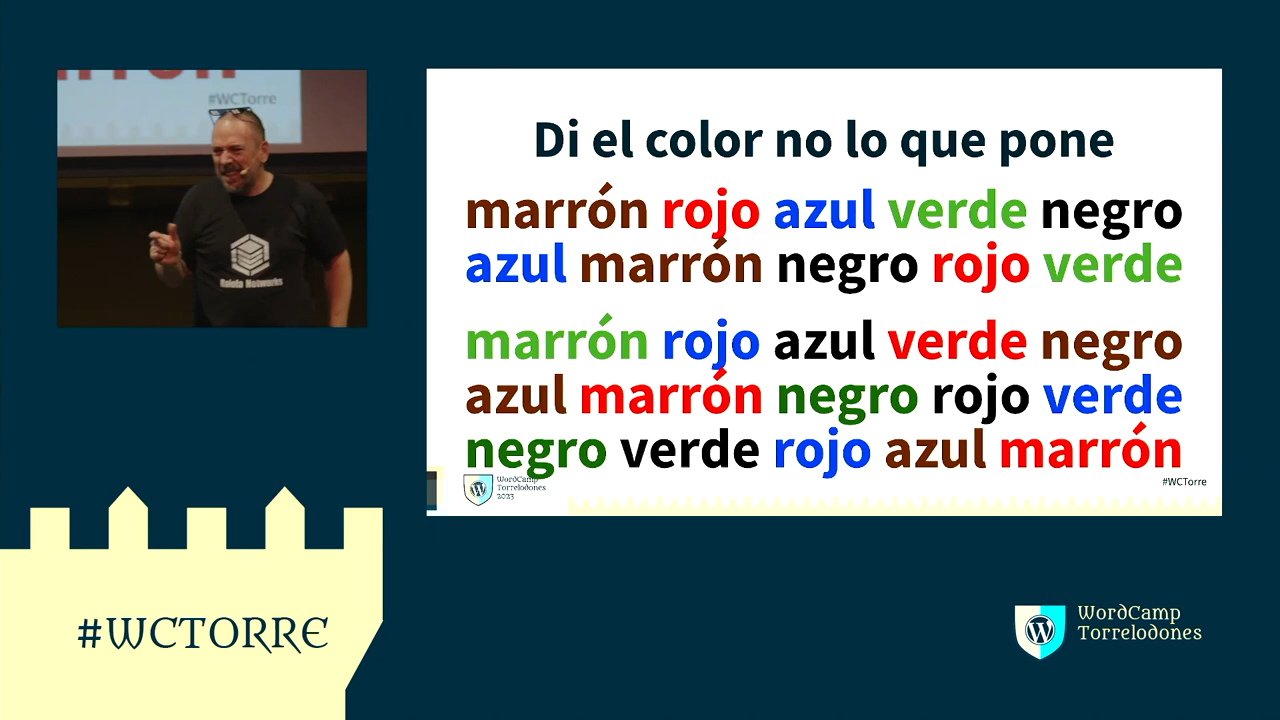 #WCTorre
Raiola Networks
Di el color no lo que pone
marrón rojo azul verde negro
azul marrón negro rojo verde
marrón rojo azul verde negro
azul marrón negro rojo verde
negro verde rojo azul marrón
WordCamp
Torrelodones
2023
#WCTorre
#WCTORRE
WordCamp
Torrelodones